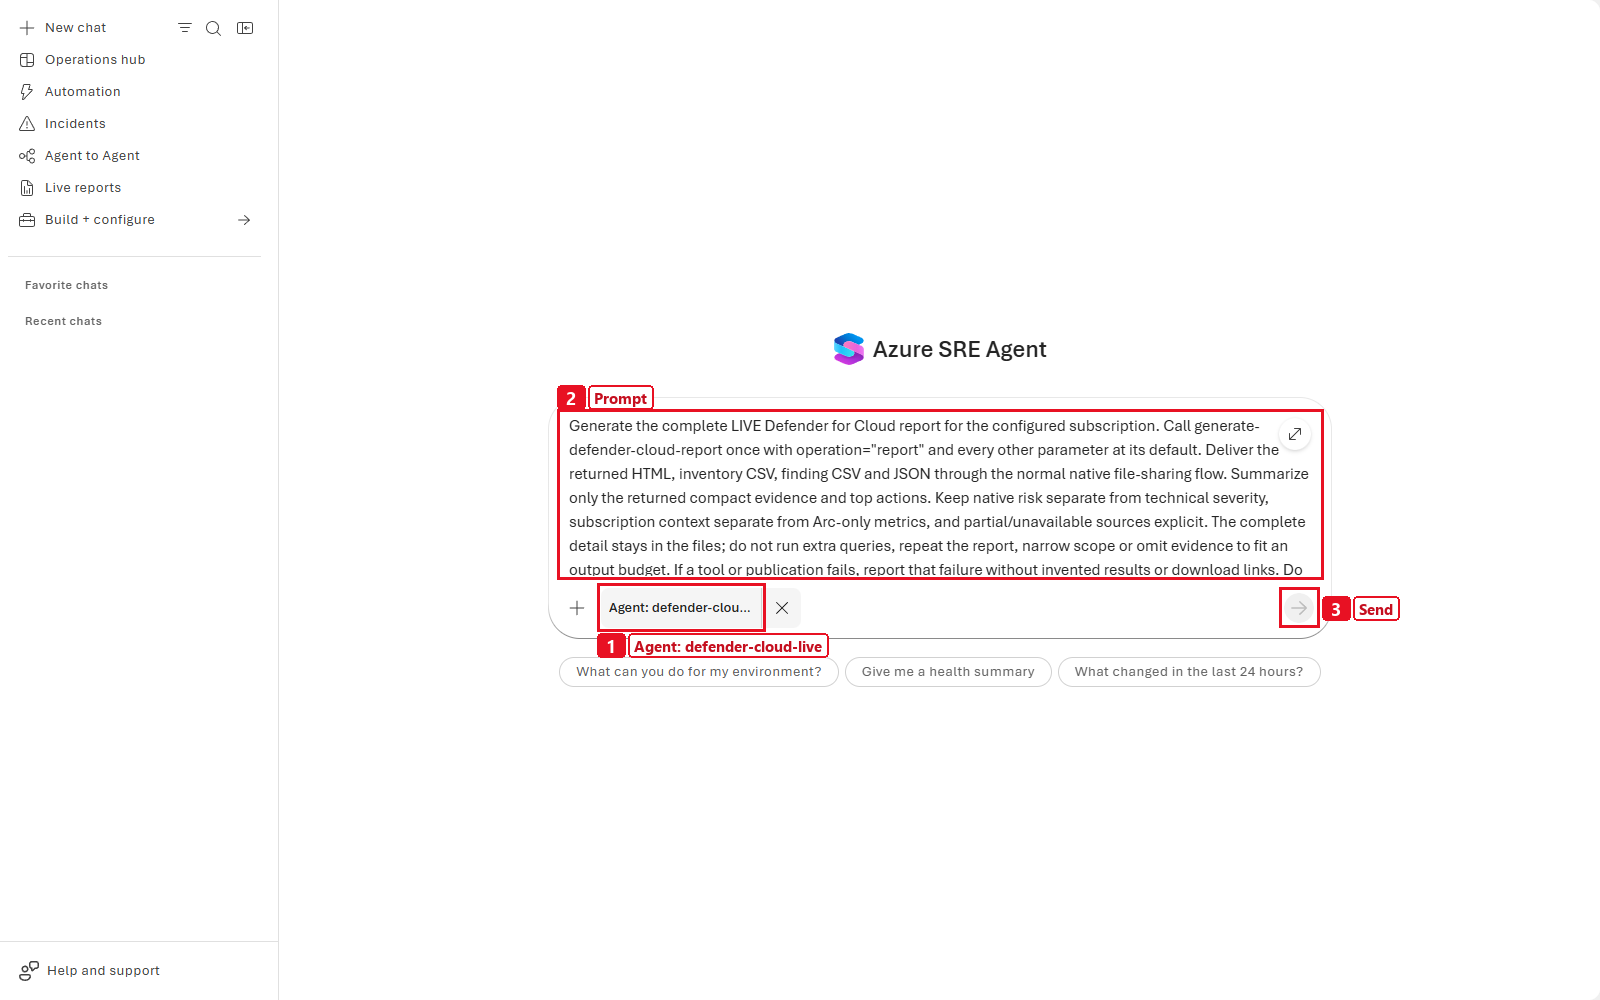 New chat
Operations hub
Automation
Incidents
Agent to Agent
Live reports
Build + configure
Favorite chats
Recent chats
Help and support
Azure SRE Agent
2 Prompt
Generate the complete LIVE Defender for Cloud report for the configured subscription. Call generate-
defender-cloud-report once with operation="report" and every other parameter at its default. Deliver the
returned HTML, inventory CSV, finding CSV and JSON through the normal native file-sharing flow. Summarize
only the returned compact evidence and top actions. Keep native risk separate from technical severity,
subscription context separate from Arc-only metrics, and partial/unavailable sources explicit. The complete
detail stays in the files; do not run extra queries, repeat the report, narrow scope or omit evidence to fit an
output budget. If a tool or publication fails, report that failure without invented results or download links. Do
Agent: defender-clou...
3 Send
1 Agent: defender-cloud-live
What can you do for my environment?
Give me a health summary
What changed in the last 24 hours?